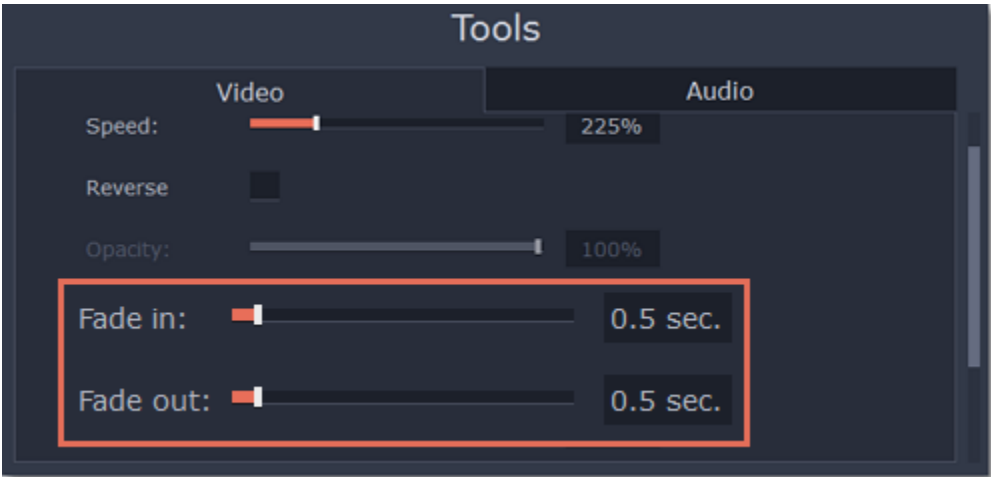 Tools
Video Audio
Speed: 225%
Reverse
Opacity: 100%
Fade in: 0.5 sec.
Fade out: 0.5 sec.